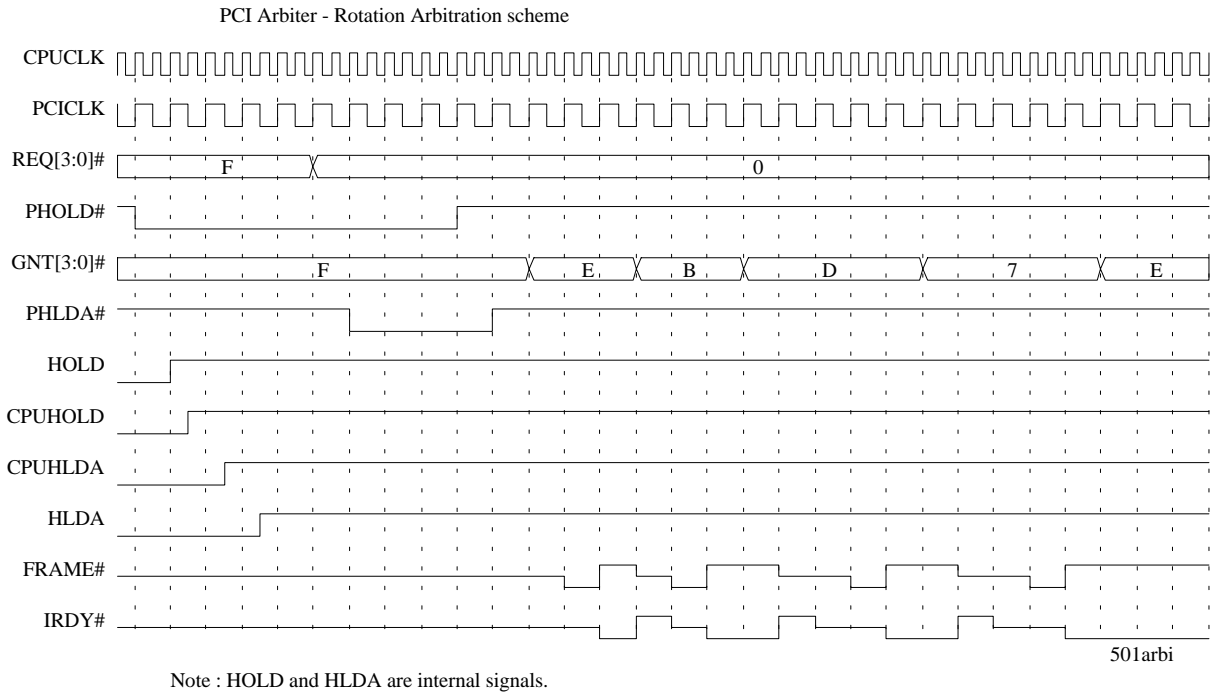 PCI Arbiter - Rotation Arbitration scheme
CPUCLK
PCICLK
REQ[3:0]# F 0
PHOLD#
GNT[3:0]# F E B D 7 E
PHLDA#
HOLD
CPUHOLD
CPUHLDA
HLDA
FRAME#
IRDY#
501arbi
Note : HOLD and HLDA are internal signals.